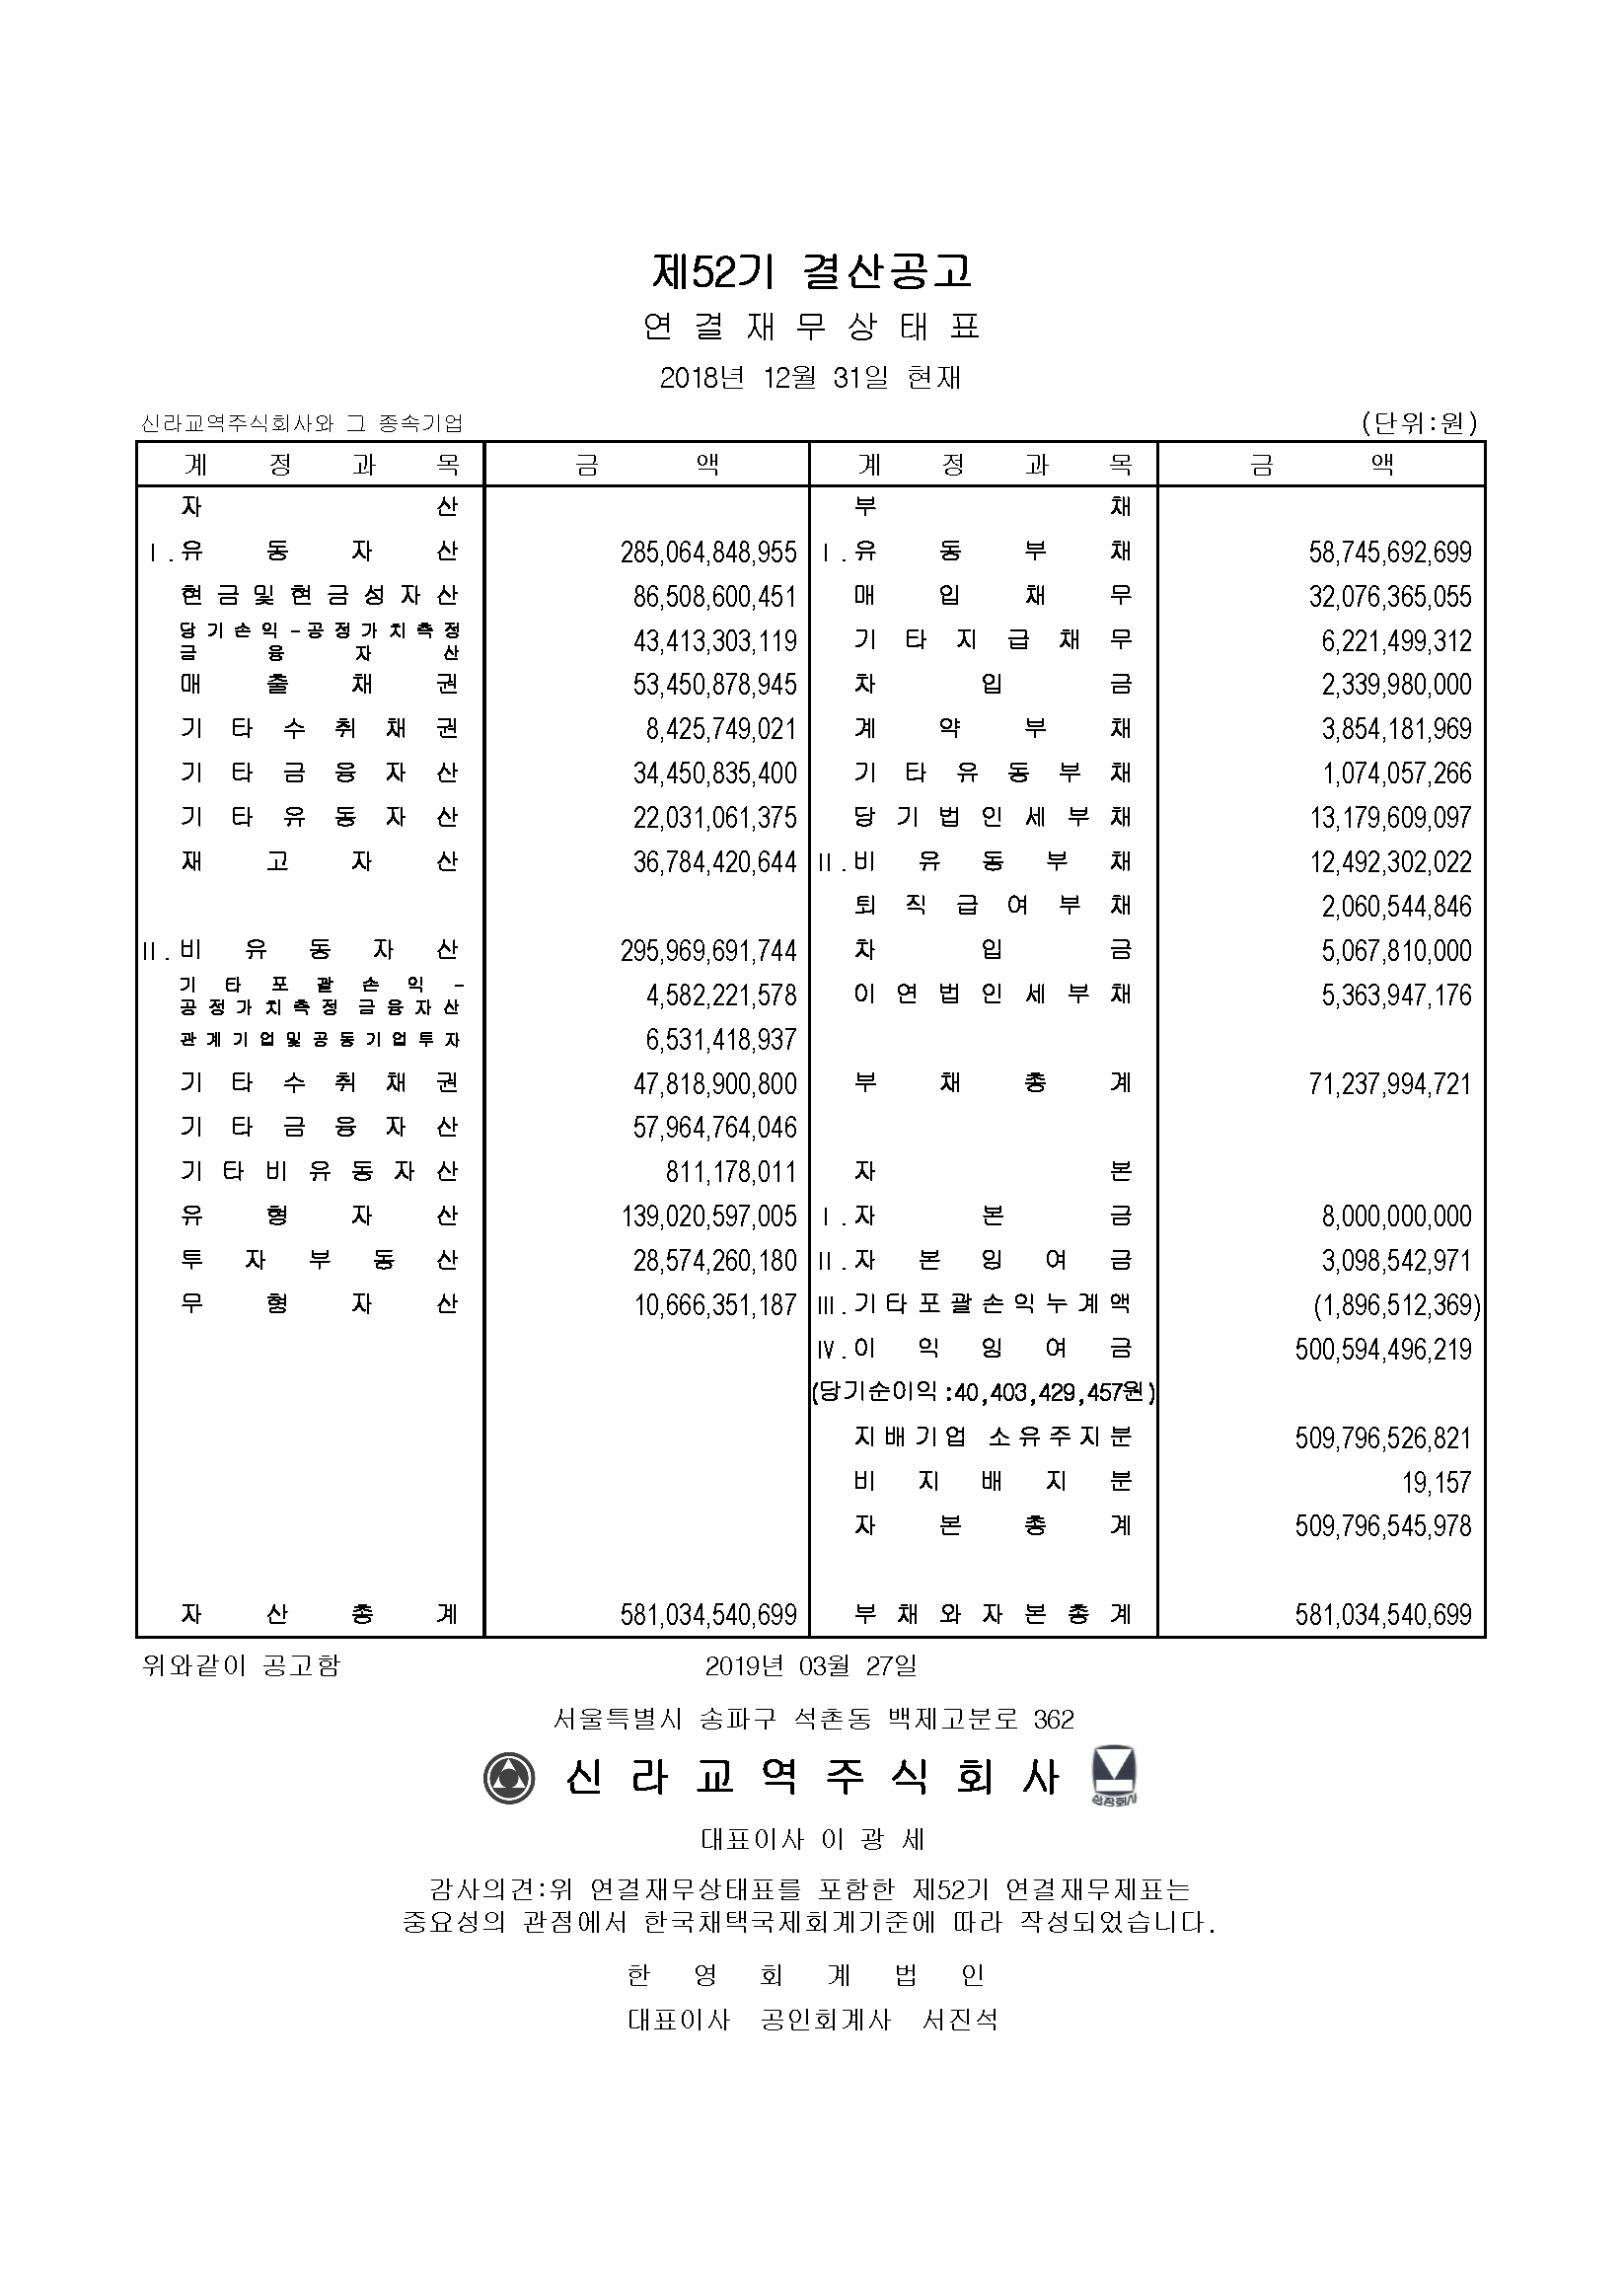 제52기 결산공고
연 결 재 무 상 태 표
2018년 12월 31일 현재
신라교역주식회사와 그 종속기업 (단위:원)
계 정 과 목 금 액 계 정 과 목 금 액
자 산 부 채
Ⅰ.유 동 자 산 285,064,848,955 Ⅰ.유 동 부 채 58,745,692,699
현금및현금성자산 86,508,600,451 매 입 채 무 32,076,365,055
당기손익-공정가치측정
금 융 자 산 43,413,303,119 기 타 지 급 채 무 6,221,499,312
매 출 채 권 53,450,878,945 차 입 금 2,339,980,000
기 타 수 취 채 권 8,425,749,021 계 약 부 채 3,854,181,969
기 타 금 융 자 산 34,450,835,400 기 타 유 동 부 채 1,074,057,266
기 타 유 동 자 산 22,031,061,375 당 기 법 인 세 부 채 13,179,609,097
재 고 자 산 36,784,420,644 Ⅱ.비 유 동 부 채 12,492,302,022
퇴 직 급 여 부 채 2,060,544,846
Ⅱ.비 유 동 자 산 295,969,691,744 차 입 금 5,067,810,000
기 타 포 괄 손 익 -
공정가치측정 금융자산 4,582,221,578 이 연 법 인 세 부 채 5,363,947,176
관계기업및공동기업투자 6,531,418,937
기 타 수 취 채 권 47,818,900,800 부 채 총 계 71,237,994,721
기 타 금 융 자 산 57,964,764,046
기 타 비 유 동 자 산 811,178,011 자 본
유 형 자 산 139,020,597,005 Ⅰ.자 본 금 8,000,000,000
투 자 부 동 산 28,574,260,180 Ⅱ.자 본 잉 여 금 3,098,542,971
무 형 자 산 10,666,351,187 Ⅲ.기타포괄손익누계액 (1,896,512,369)
Ⅳ.이 익 잉 여 금 500,594,496,219
(당기순이익:40,403,429,457원)
지배기업 소유주지분 509,796,526,821
비 지 배 지 분 19,157
자 본 총 계 509,796,545,978
자 산 총 계 581,034,540,699 부 채 와 자 본 총 계 581,034,540,699
위와같이 공고함 2019년 03월 27일
서울특별시 송파구 석촌동 백제고분로 362
신 라 교 역 주 식 회 사 상장회사
대표이사 이 광 세
감사의견:위 연결재무상태표를 포함한 제52기 연결재무제표는
중요성의 관점에서 한국채택국제회계기준에 따라 작성되었습니다.
한 영 회 계 법 인
대표이사 공인회계사 서진석